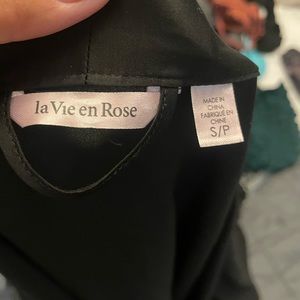 la Vie en Rose
MADE IN
CHINA
FABRIQUÉ EN
CHINE
S/P